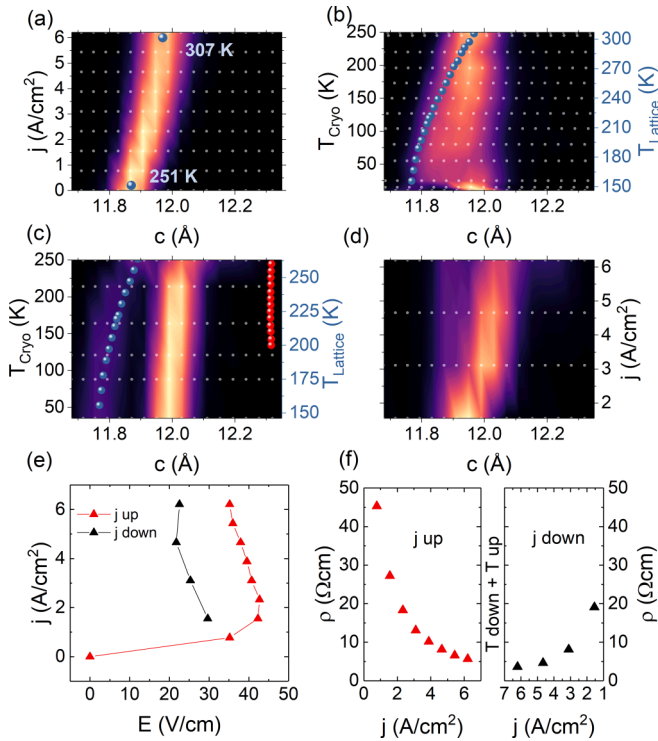 (a)
6
5
4
3
2
1
0
j (A/cm²)
307 K
251 K
11.8 12.0 12.2
c (Å)
(b)
250
200
150
100
50
T_Cryo (K)
300
270
240
210
180
150
T_Lattice (K)
11.8 12.0 12.2
c (Å)
(c)
250
200
150
100
50
T_Cryo (K)
250
225
200
175
150
T_Lattice (K)
11.8 12.0 12.2
c (Å)
(d)
6
5
4
3
2
j (A/cm²)
11.8 12.0 12.2
c (Å)
(e)
6
4
2
0
j (A/cm²)
j up
j down
0 10 20 30 40 50
E (V/cm)
(f)
50
40
30
20
10
0
ρ (Ωcm)
j up
0 2 4 6
j (A/cm²)
T down + T up
j down
50
40
30
20
10
0
ρ (Ωcm)
7 6 5 4 3 2 1
j (A/cm²)